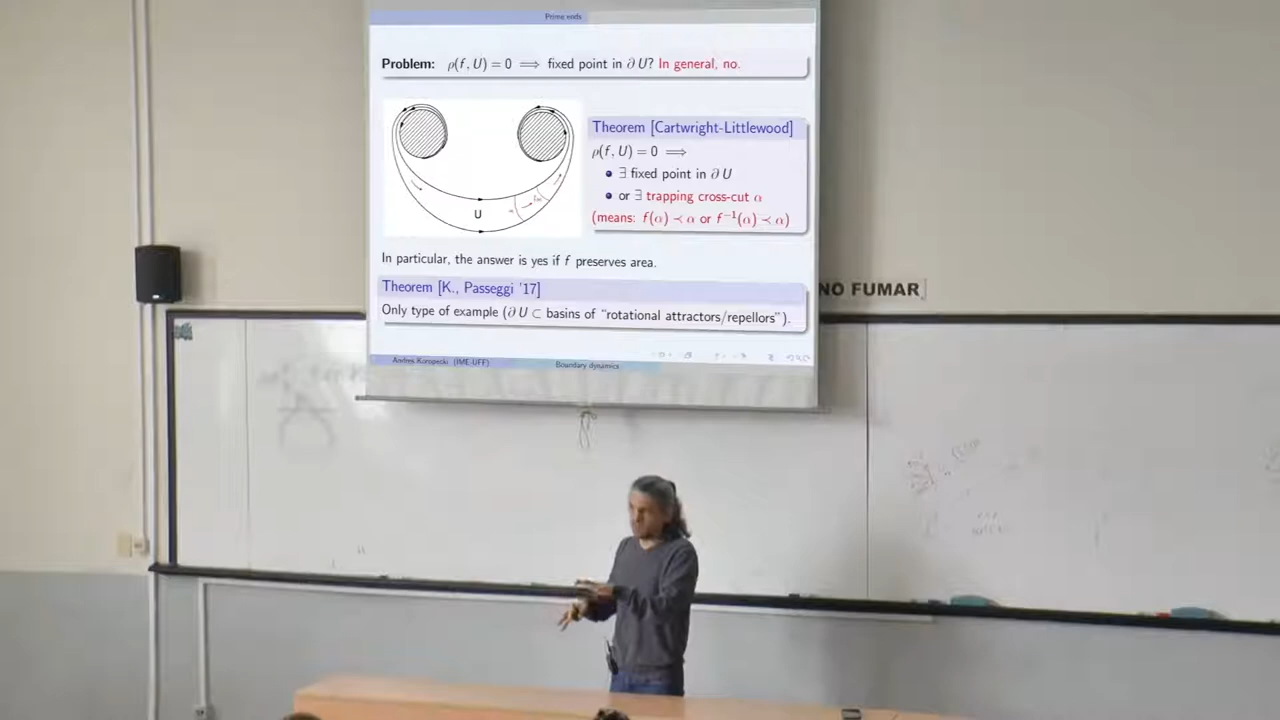 Prime ends
Problem: ρ(f, U) = 0 ⟹ fixed point in ∂U? In general, no.
Theorem [Cartwright-Littlewood]
ρ(f, U) = 0 ⟹
• ∃ fixed point in ∂U
• or ∃ trapping cross-cut α
(means: f(α) ≺ α or f⁻¹(α) ≺ α)
U
In particular, the answer is yes if f preserves area.
Theorem [K., Passeggi '17]
Only type of example (∂U ⊂ basins of "rotational attractors/repellors").
Andres Koropecki (IME-UFF)
Boundary dynamics
NO FUMAR